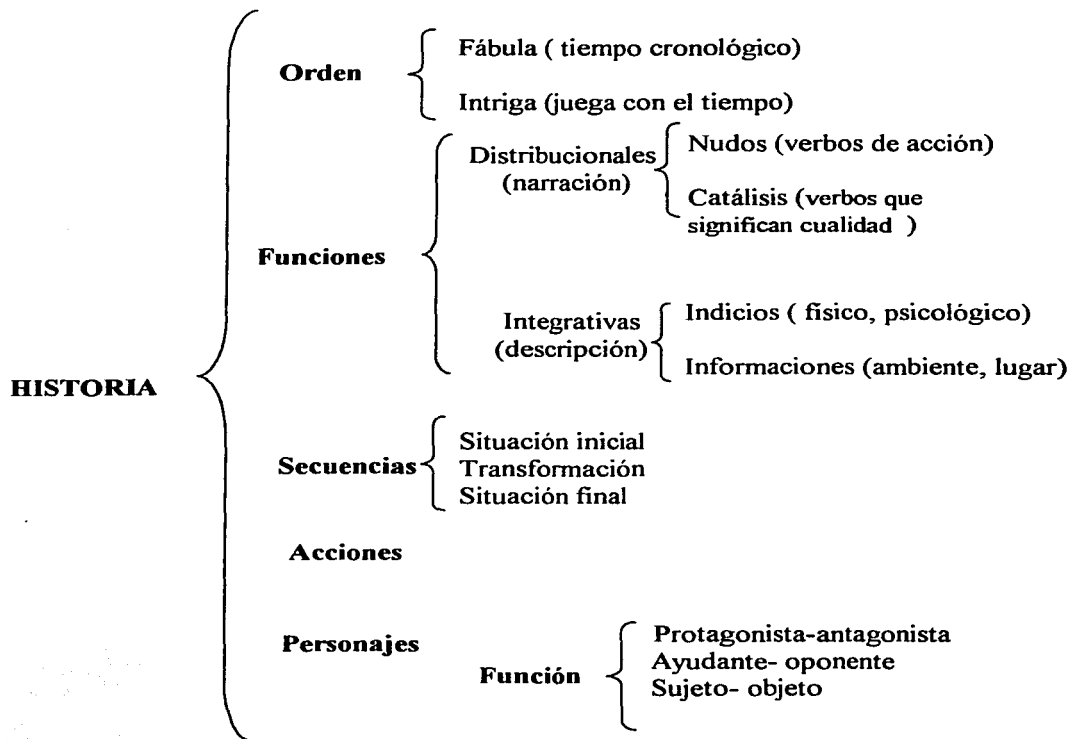 Orden
Fábula ( tiempo cronológico)
Intriga (juega con el tiempo)
Funciones
Distribucionales
(narración)
Nudos (verbos de acción)
Catálisis (verbos que
significan cualidad )
Integrativas
(descripción)
Indicios ( físico, psicológico)
Informaciones (ambiente, lugar)
HISTORIA
Secuencias
Situación inicial
Transformación
Situación final
Acciones
Personajes
Función
Protagonista-antagonista
Ayudante- oponente
Sujeto- objeto